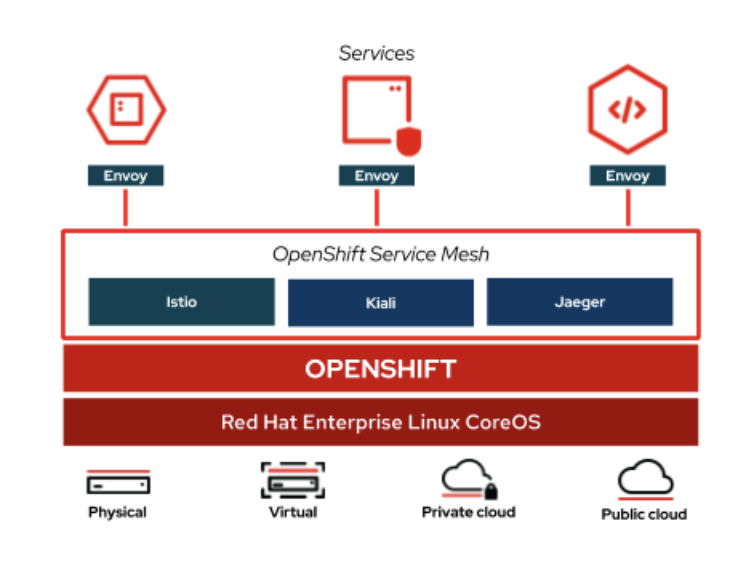 Services
</>
Envoy
Envoy
Envoy
OpenShift Service Mesh
Istio
Kiali
Jaeger
OPENSHIFT
Red Hat Enterprise Linux CoreOS
Physical
Virtual
Private cloud
Public cloud